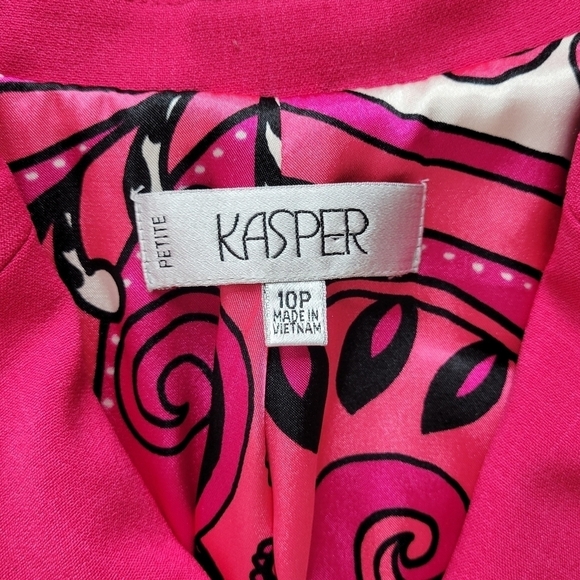 PETITE
KASPER
10P
MADE IN
VIETNAM